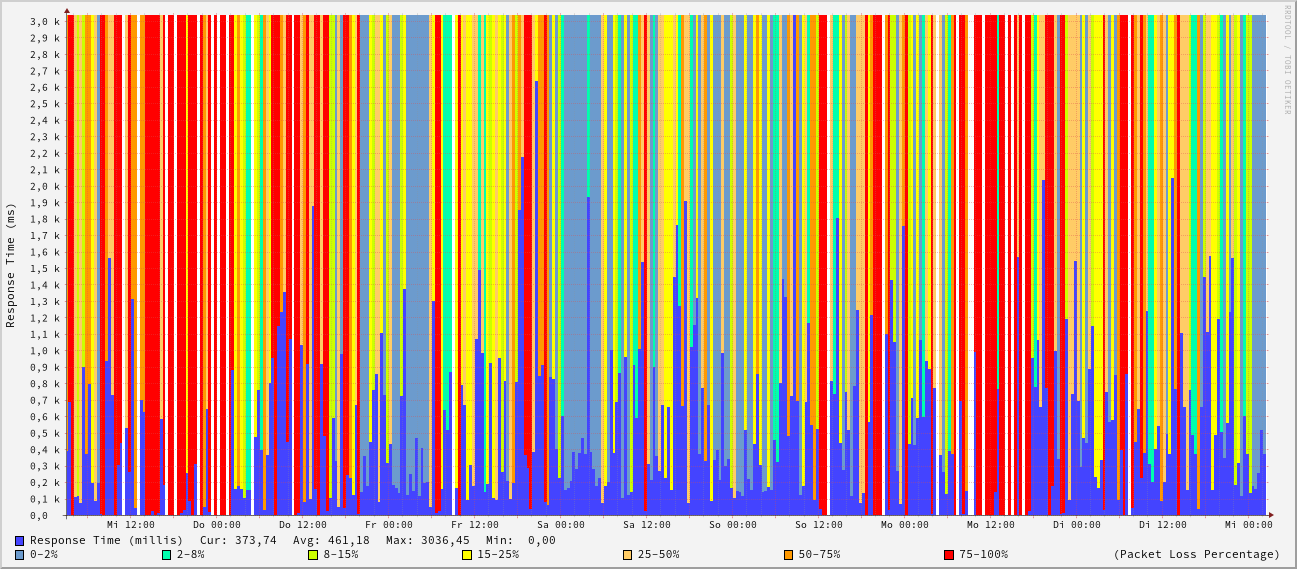 3,0 k
2,9 k
2,8 k
2,7 k
2,6 k
2,5 k
2,4 k
2,3 k
2,2 k
2,1 k
2,0 k
1,9 k
1,8 k
1,7 k
1,6 k
1,5 k
1,4 k
1,3 k
1,2 k
1,1 k
1,0 k
0,9 k
0,8 k
0,7 k
0,6 k
0,5 k
0,4 k
0,3 k
0,2 k
0,1 k
0,0
Response Time (ms)
RRDTOOL / TOBI OETIKER
Mi 12:00 Do 00:00 Do 12:00 Fr 00:00 Fr 12:00 Sa 00:00 Sa 12:00 So 00:00 So 12:00 Mo 00:00 Mo 12:00 Di 00:00 Di 12:00 Mi 00:00
Response Time (millis) Cur: 373,74 Avg: 461,18 Max: 3036,45 Min: 0,00
0-2% 2-8% 8-15% 15-25% 25-50% 50-75% 75-100% (Packet Loss Percentage)